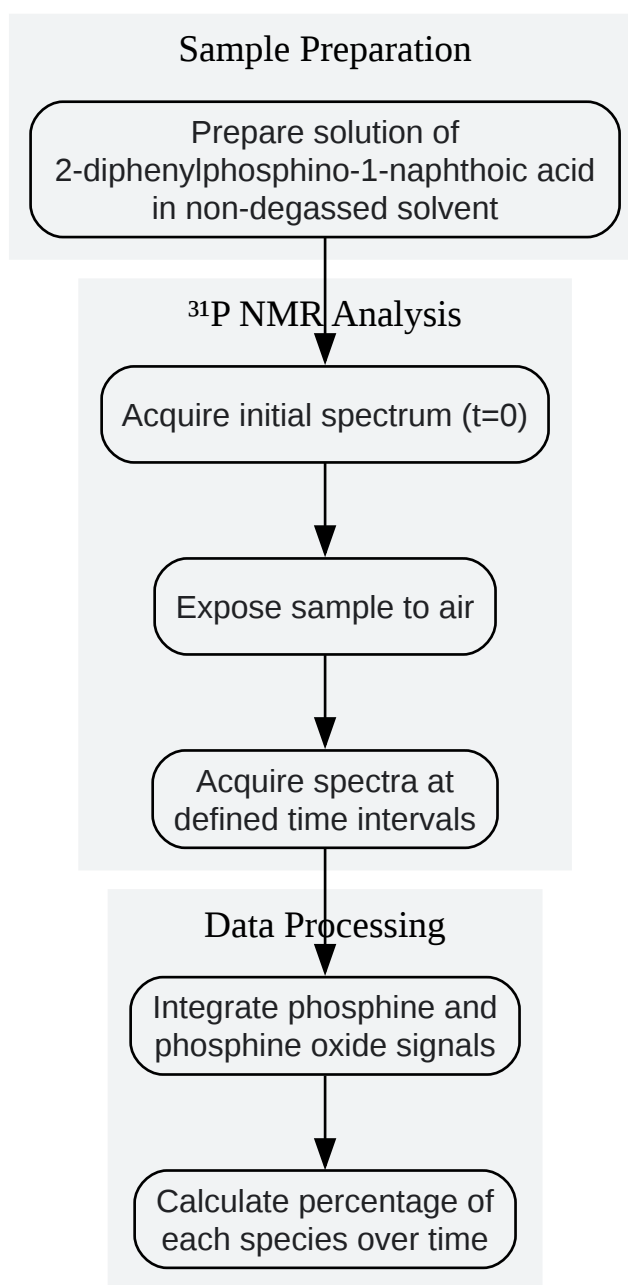 Sample Preparation
Prepare solution of
2-diphenylphosphino-1-naphthoic acid
in non-degassed solvent
³¹P NMR Analysis
Acquire initial spectrum (t=0)
Expose sample to air
Acquire spectra at
defined time intervals
Data Processing
Integrate phosphine and
phosphine oxide signals
Calculate percentage of
each species over time